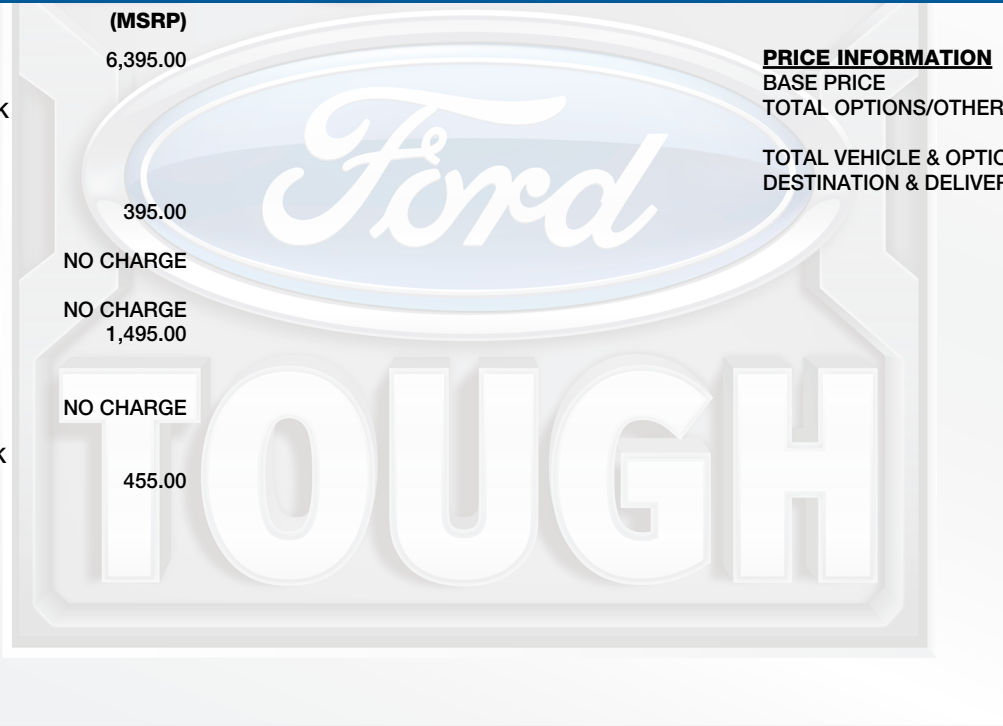 (MSRP)
6,395.00
K
395.00
NO CHARGE
NO CHARGE
1,495.00
NO CHARGE
K
455.00
PRICE INFORMATION
BASE PRICE
TOTAL OPTIONS/OTHER
TOTAL VEHICLE & OPTIO
DESTINATION & DELIVER
Ford
TOUGH